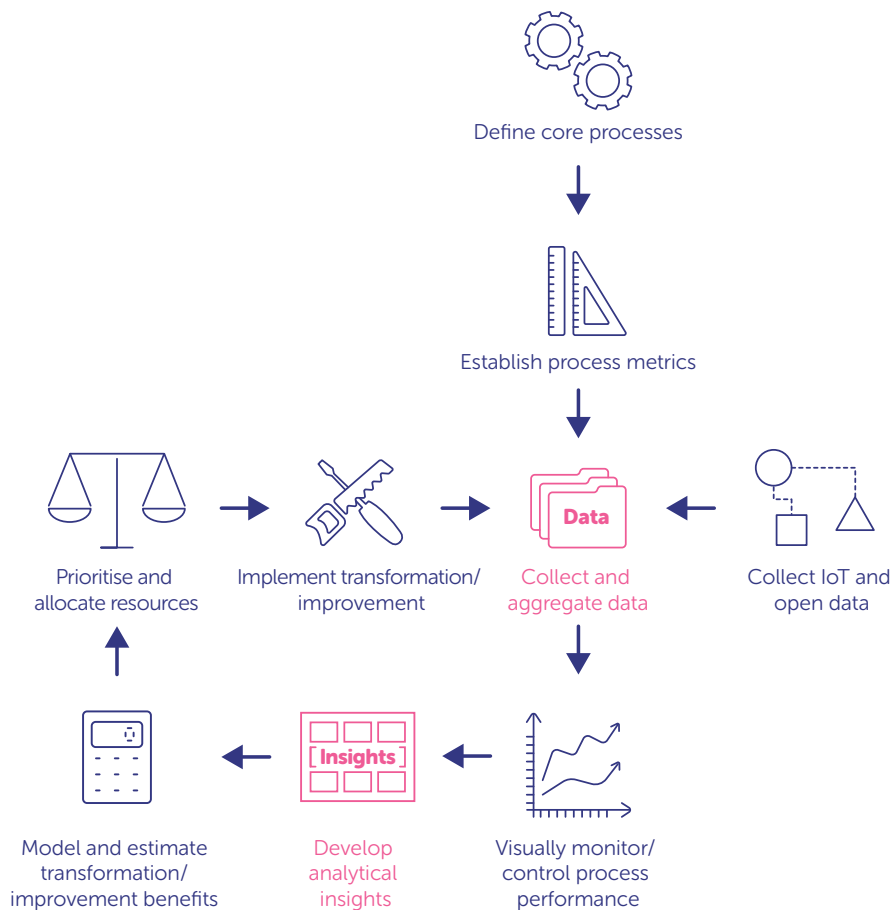 Define core processes
Establish process metrics
Data
Prioritise and
allocate resources
Implement transformation/
improvement
Collect and
aggregate data
Collect IoT and
open data
0
[Insights]
Model and estimate
transformation/
improvement benefits
Develop
analytical
insights
Visually monitor/
control process
performance